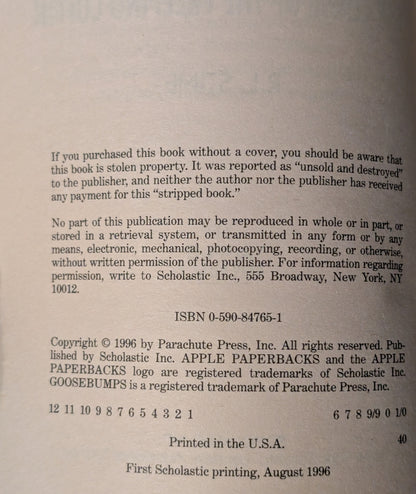 If you purchased this book without a cover, you should be aware that
this book is stolen property. It was reported as “unsold and destroyed”
to the publisher, and neither the author nor the publisher has received
any payment for this “stripped book.”
No part of this publication may be reproduced in whole or in part, or
stored in a retrieval system, or transmitted in any form or by any
means, electronic, mechanical, photocopying, recording, or otherwise,
without written permission of the publisher. For information regarding
permission, write to Scholastic Inc., 555 Broadway, New York, NY
10012.
ISBN 0-590-84765-1
Copyright © 1996 by Parachute Press, Inc. All rights reserved. Pub-
lished by Scholastic Inc. APPLE PAPERBACKS and the APPLE
PAPERBACKS logo are registered trademarks of Scholastic Inc.
GOOSEBUMPS is a registered trademark of Parachute Press, Inc.
12 11 10 9 8 7 6 5 4 3 2 1 6 7 8 9/9 0 1/0
Printed in the U.S.A. 40
First Scholastic printing, August 1996